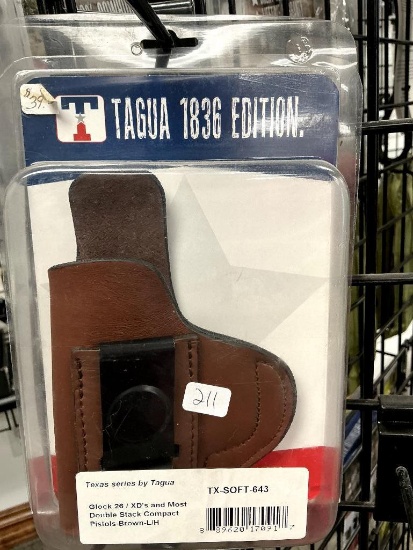 $39.
T
TAGUA 1836 EDITION.
211
Texas series by Tagua
TX-SOFT-643
Glock 26 / XD's and Most
Double Stack Compact
Pistols-Brown-L/H